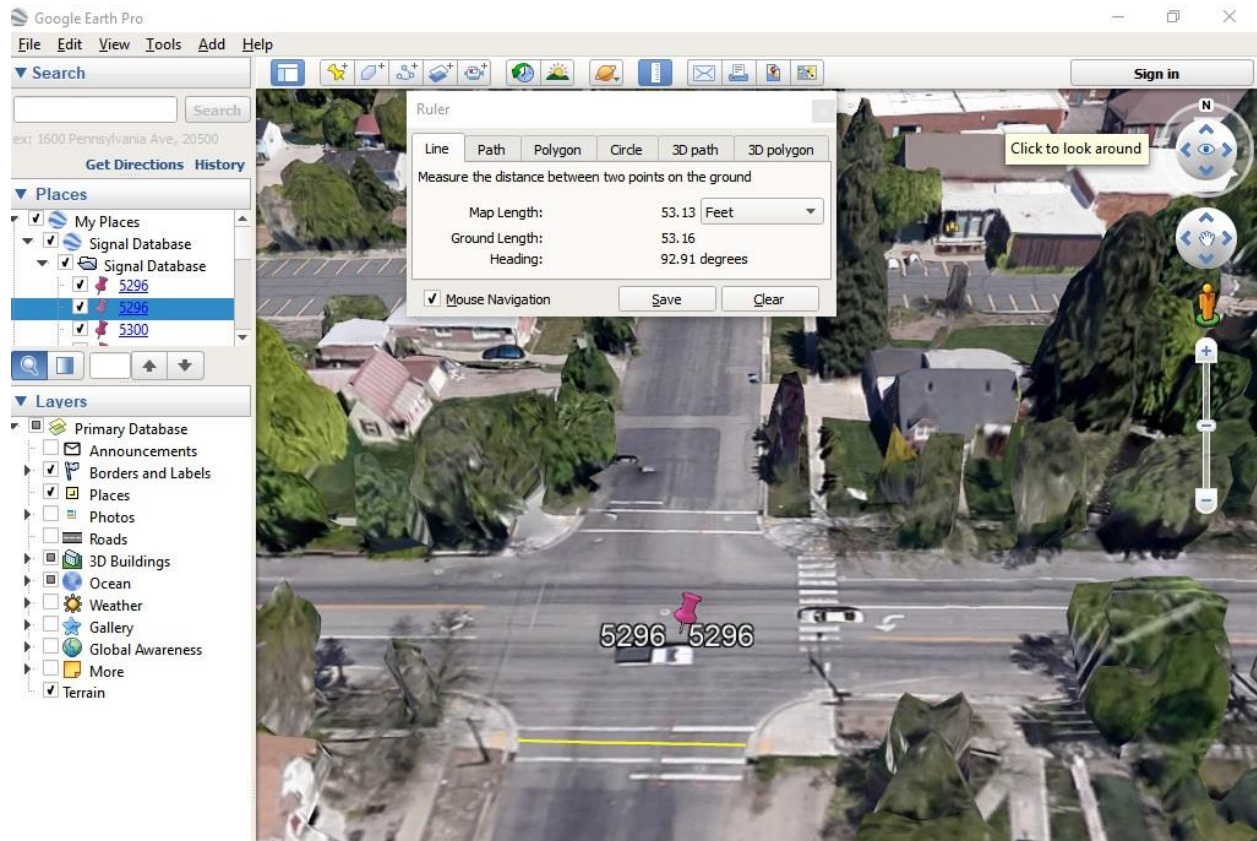 Google Earth Pro
File Edit View Tools Add Help
Search
Search
ex: 1600 Pennsylvania Ave, 20500
Get Directions History
Places
My Places
Signal Database
Signal Database
5296
5296
5300
Layers
Primary Database
Announcements
Borders and Labels
Places
Photos
Roads
3D Buildings
Ocean
Weather
Gallery
Global Awareness
More
Terrain
Sign in
Ruler
Line Path Polygon Circle 3D path 3D polygon
Measure the distance between two points on the ground
Map Length: 53.13 Feet
Ground Length: 53.16
Heading: 92.91 degrees
Mouse Navigation Save Clear
N
Click to look around
5296 5296